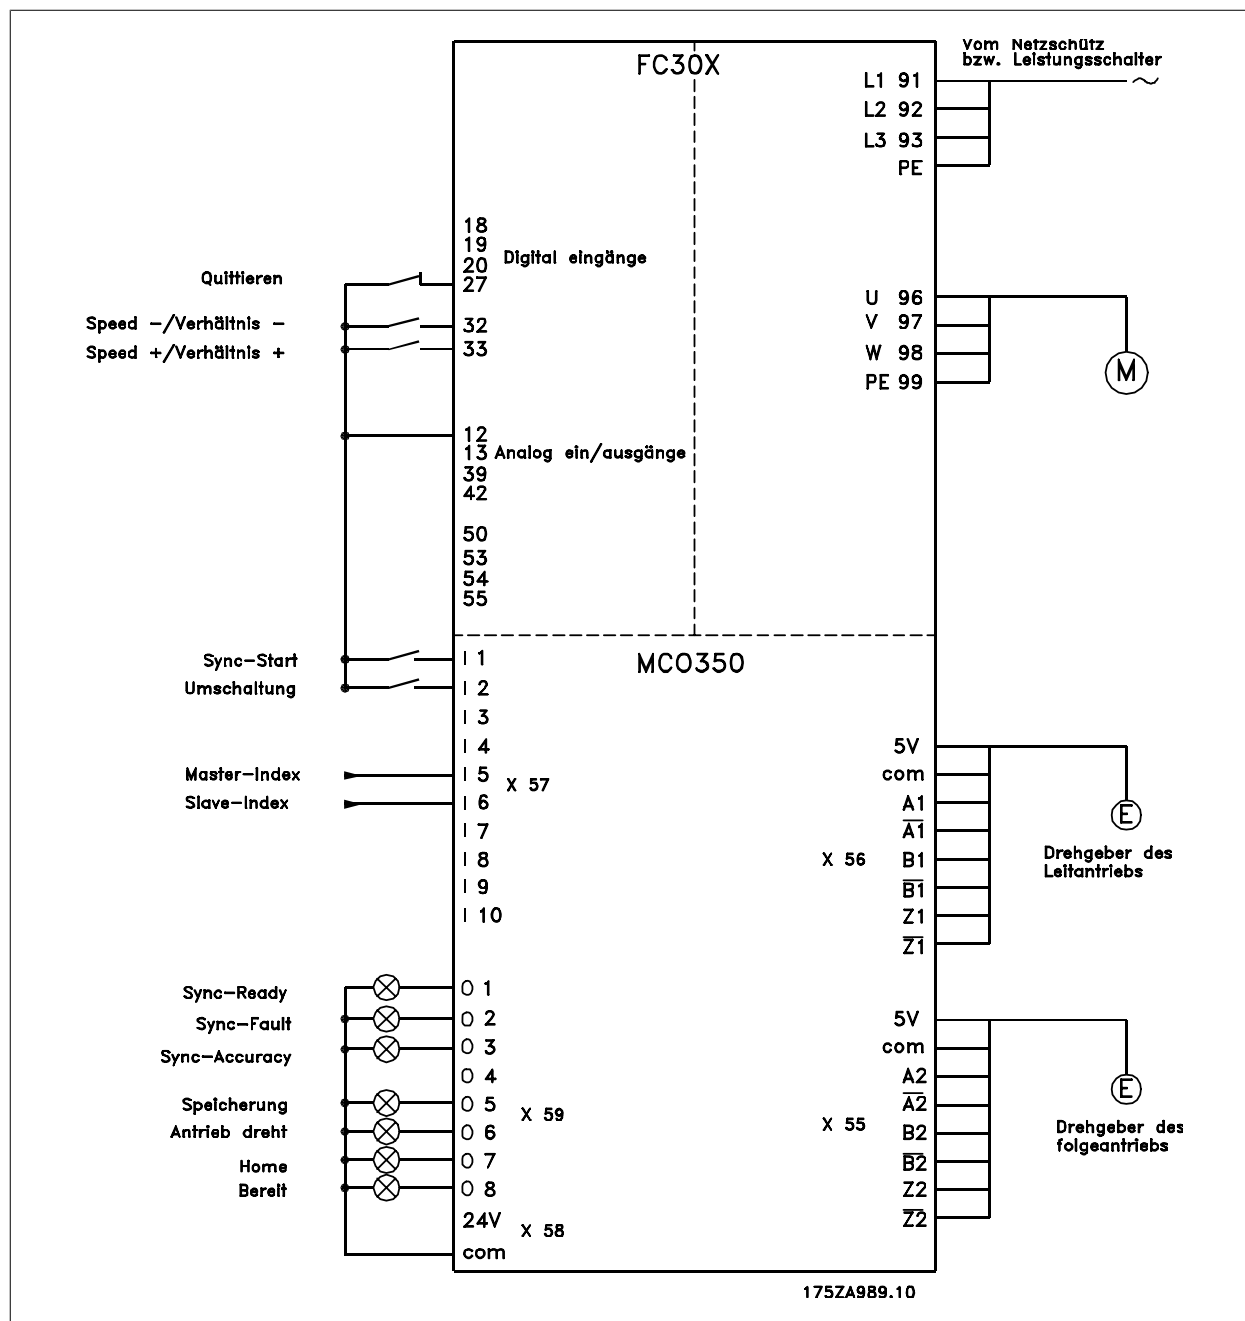 FC30X
Vom Netzschütz
bzw. Leistungsschalter
L1 91
L2 92
L3 93
PE
18
19
20
27
Digital eingänge
Quittieren
Speed -/Verhältnis -
32
Speed +/Verhältnis +
33
U 96
V 97
W 98
PE 99
M
12
13
Analog ein/ausgänge
39
42
50
53
54
55
MCO350
Sync-Start
I 1
Umschaltung
I 2
I 3
I 4
Master-Index
I 5
X 57
Slave-Index
I 6
I 7
I 8
I 9
I 10
5V
com
A1
A1
B1
B1
Z1
Z1
X 56
E
Drehgeber des
Leitantriebs
Sync-Ready
O 1
Sync-Fault
O 2
Sync-Accuracy
O 3
O 4
Speicherung
O 5
X 59
Antrieb dreht
O 6
Home
O 7
Bereit
O 8
24V
X 58
com
5V
com
A2
A2
B2
B2
Z2
Z2
X 55
E
Drehgeber des
folgeantriebs
175ZA989.10